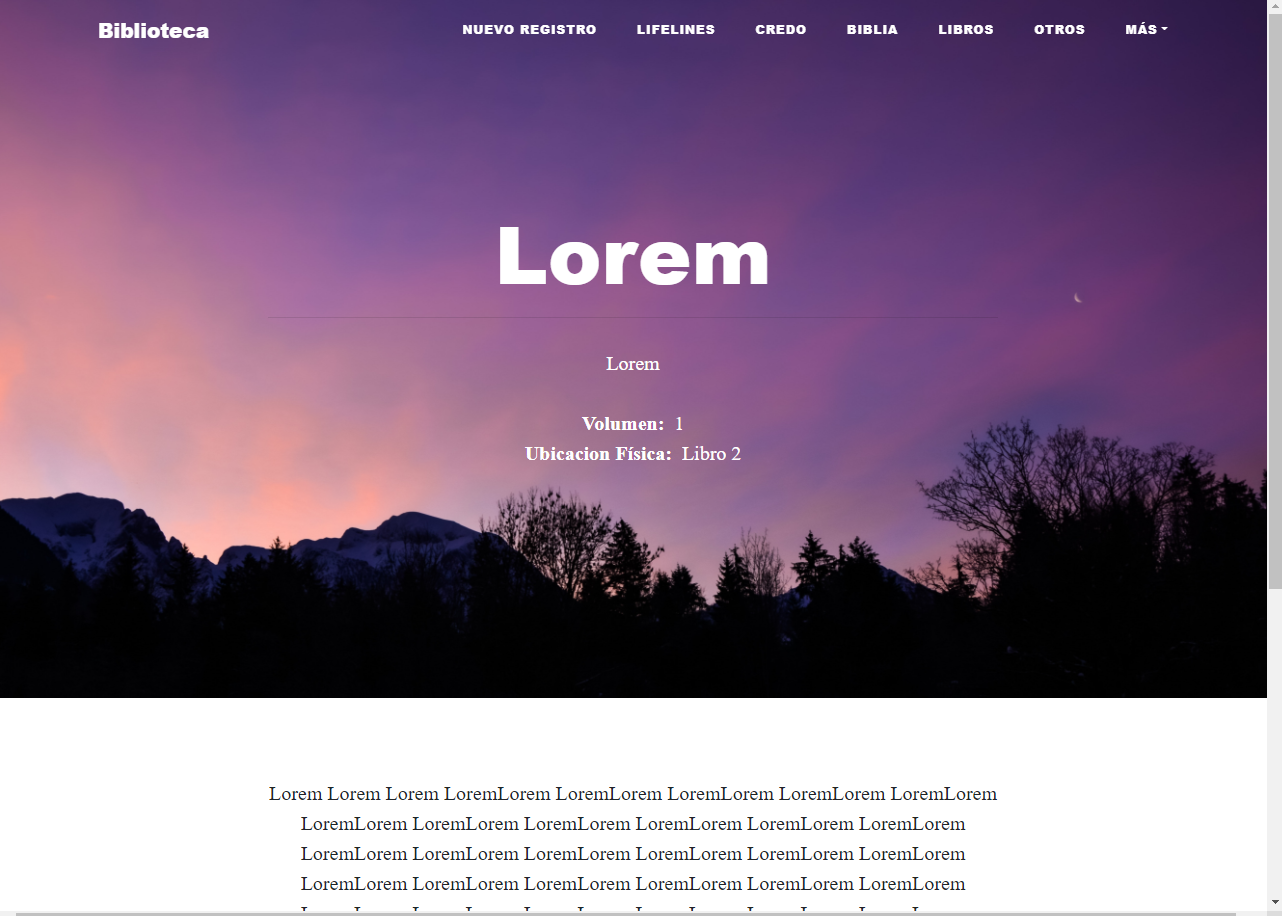 Biblioteca NUEVO REGISTRO LIFELINES CREDO BIBLIA LIBROS OTROS MÁS
Lorem
Lorem
Volumen: 1
Ubicacion Física: Libro 2
Lorem Lorem Lorem LoremLorem LoremLorem LoremLorem LoremLorem LoremLorem
LoremLorem LoremLorem LoremLorem LoremLorem LoremLorem LoremLorem
LoremLorem LoremLorem LoremLorem LoremLorem LoremLorem LoremLorem
LoremLorem LoremLorem LoremLorem LoremLorem LoremLorem LoremLorem